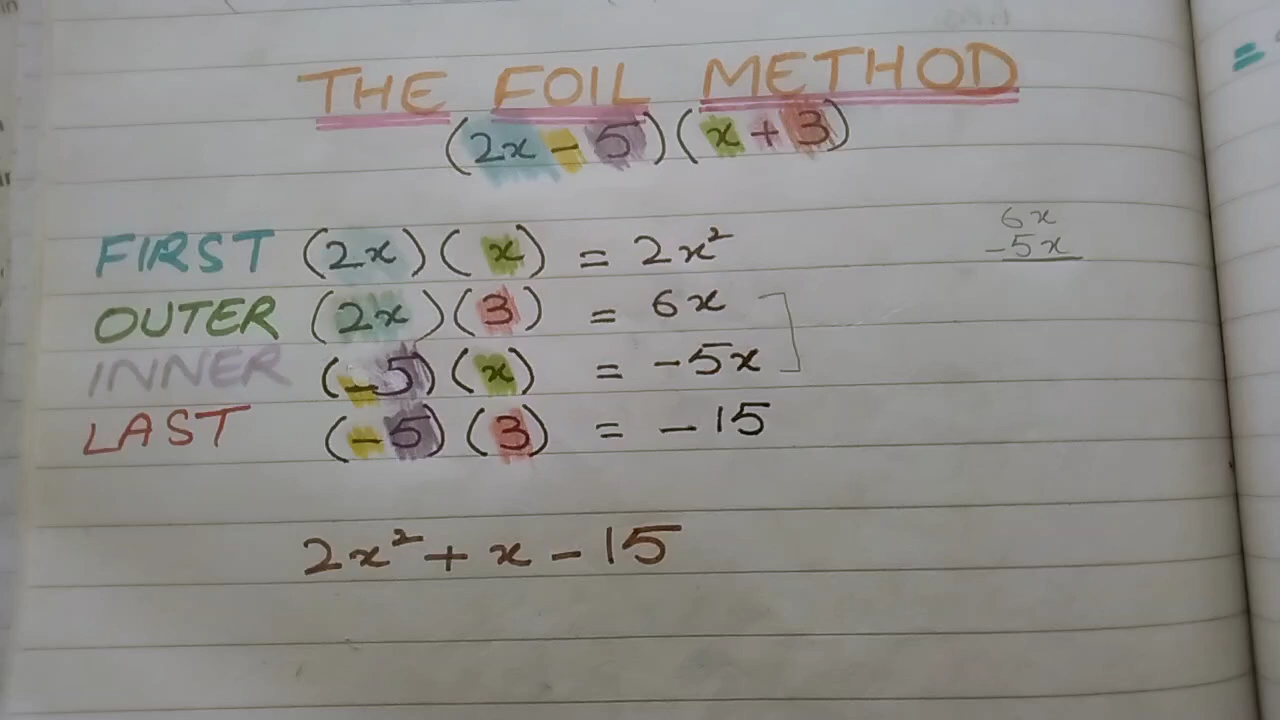 THE FOIL METHOD
(2x - 5)(x + 3)
FIRST (2x)(x) = 2x²
OUTER (2x)(3) = 6x
INNER (-5)(x) = -5x
LAST (-5)(3) = -15
6x
-5x
2x² + x - 15
=